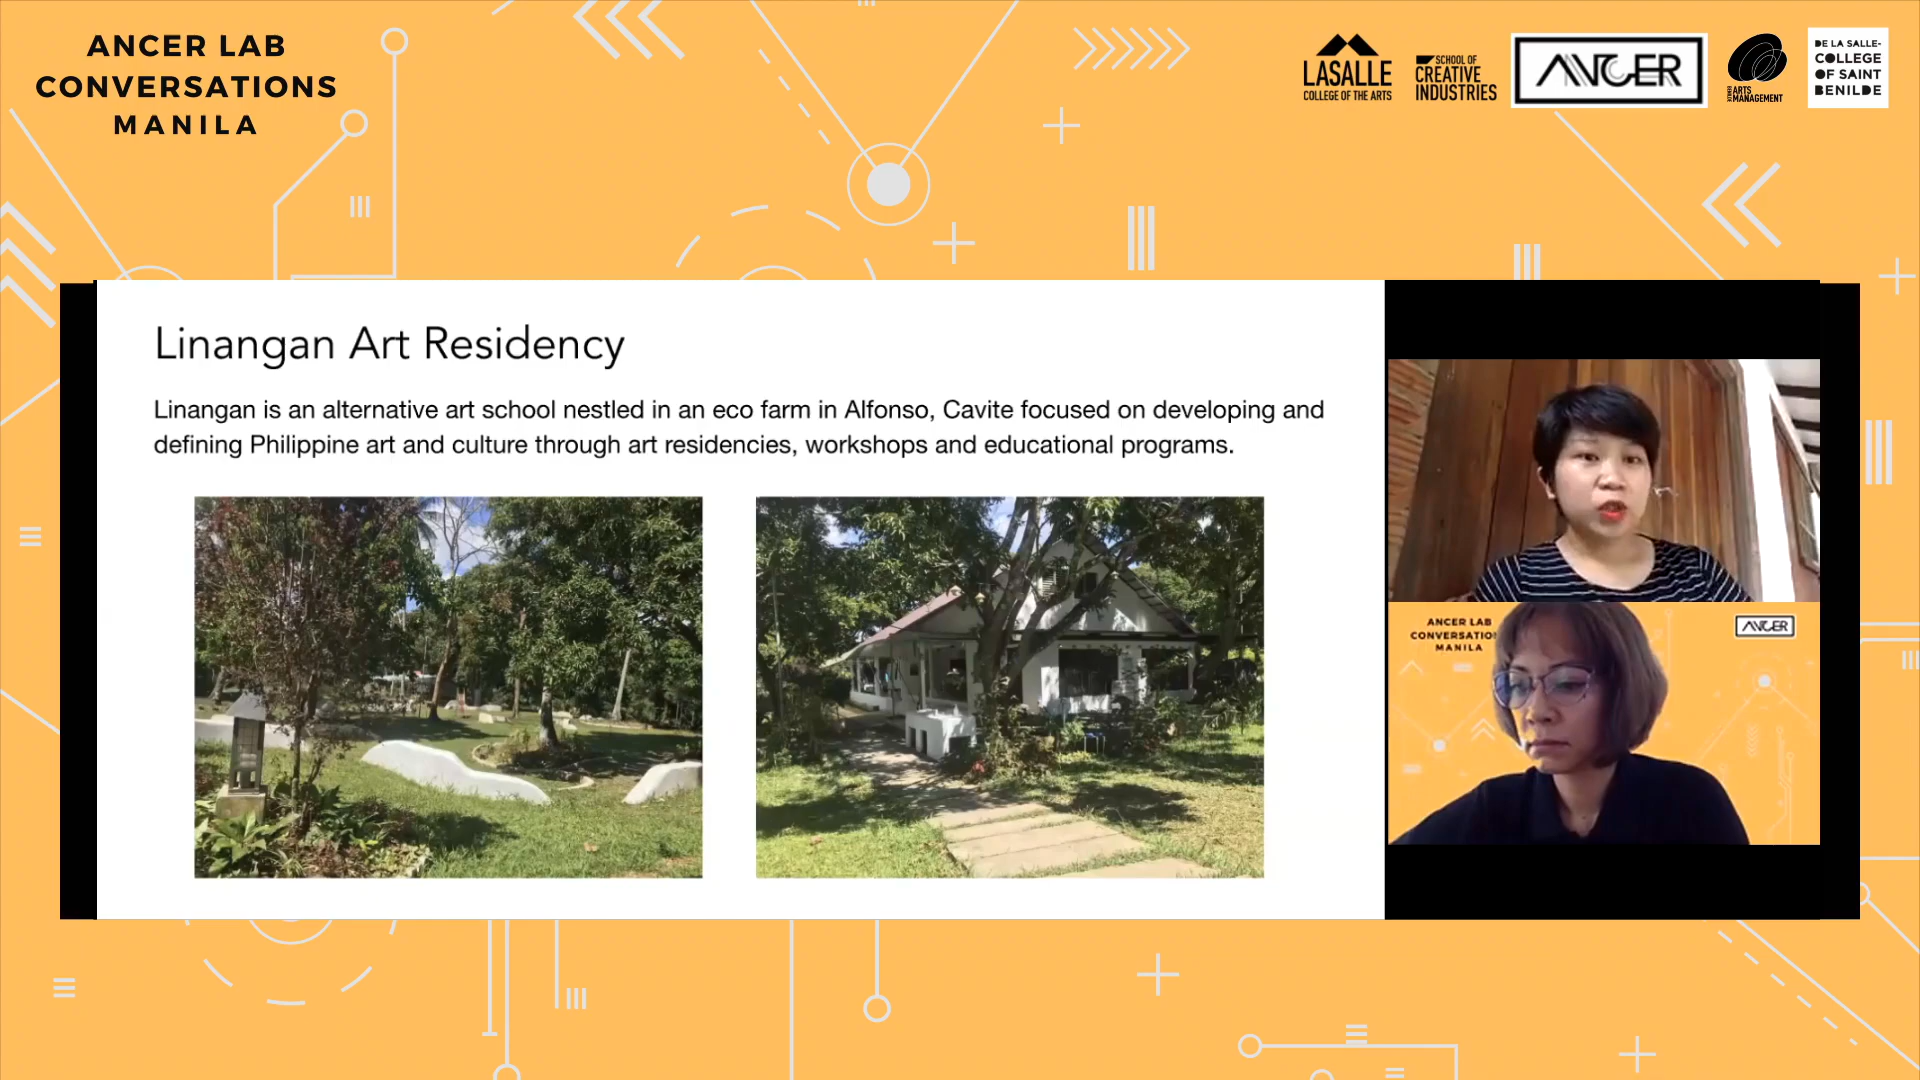 ANCER LAB
CONVERSATIONS
MANILA
LASALLE
COLLEGE OF THE ARTS
SCHOOL OF
CREATIVE
INDUSTRIES
ANCER
ARTS
MANAGEMENT
DE LA SALLE-
COLLEGE
OF SAINT
BENILDE
Linangan Art Residency
Linangan is an alternative art school nestled in an eco farm in Alfonso, Cavite focused on developing and
defining Philippine art and culture through art residencies, workshops and educational programs.
ANCER LAB
CONVERSATIO
MANILA
ANCER